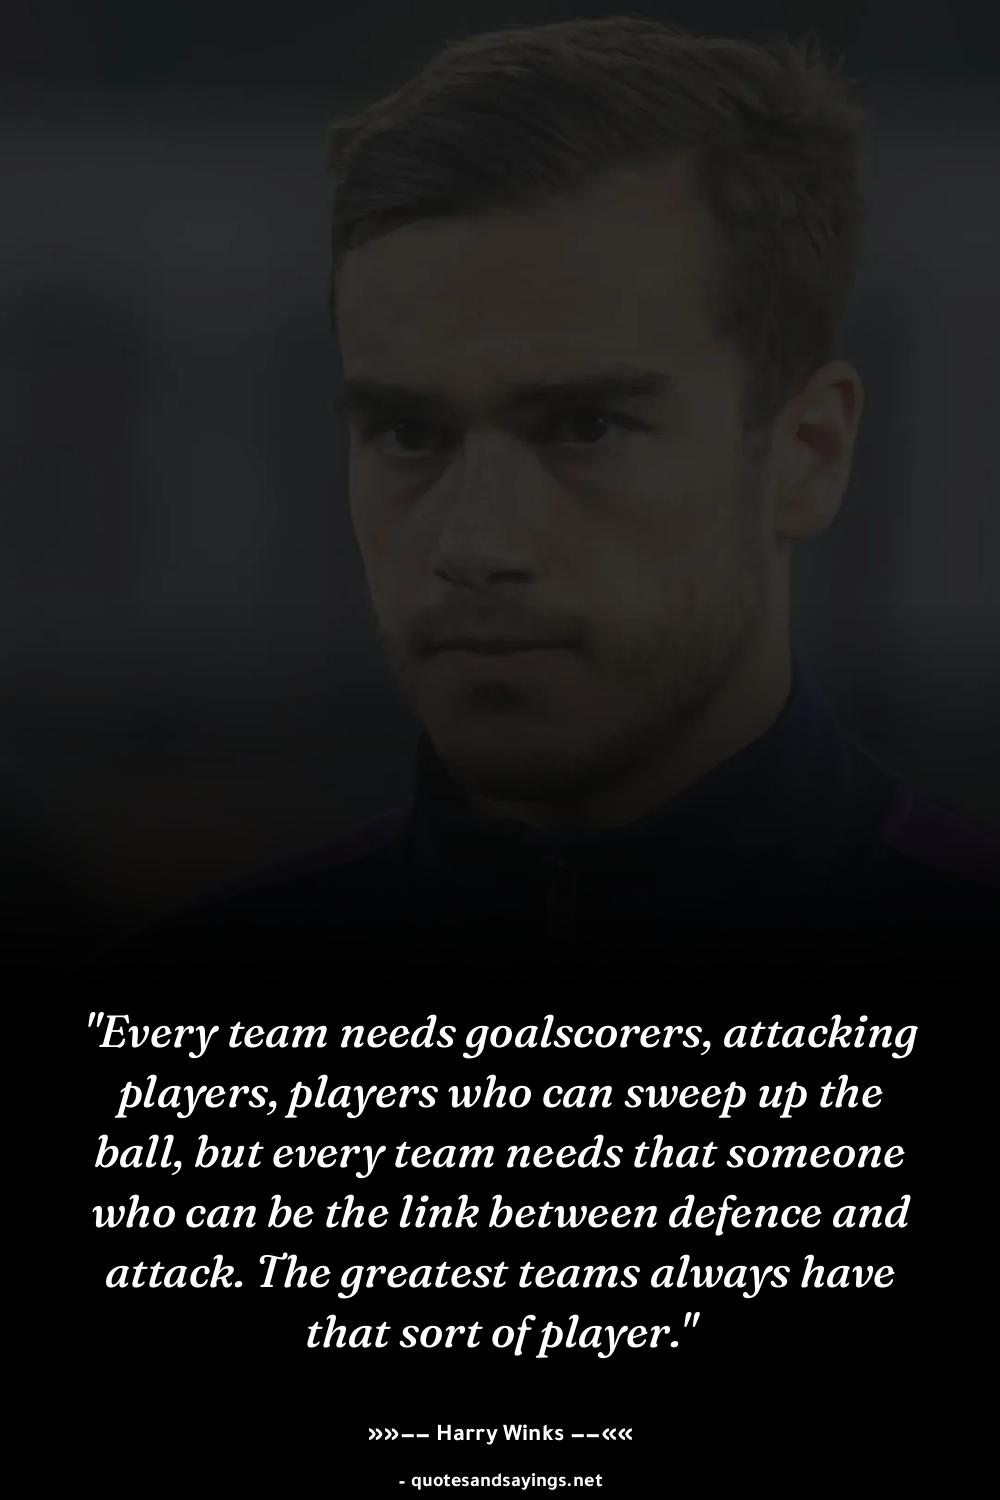 "Every team needs goalscorers, attacking
players, players who can sweep up the
ball, but every team needs that someone
who can be the link between defence and
attack. The greatest teams always have
that sort of player."
»»–– Harry Winks ––««
- quotesandsayings.net